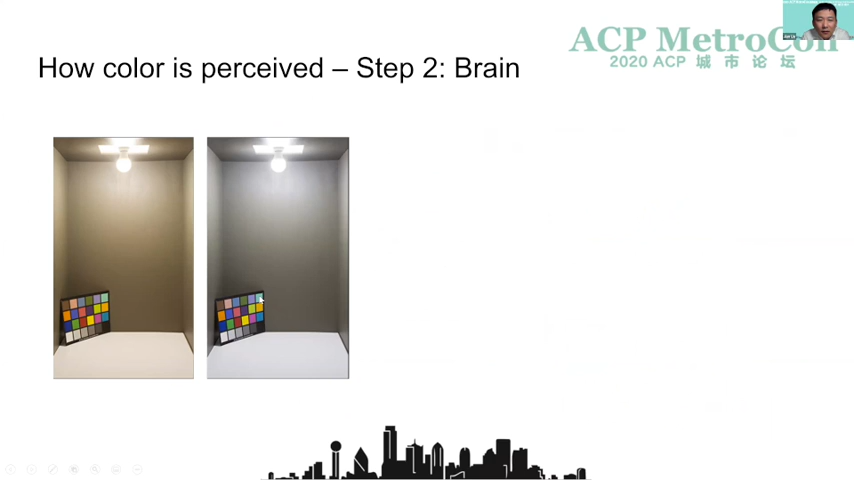 ACP MetroCon
2020 ACP 城市论坛
How color is perceived – Step 2: Brain